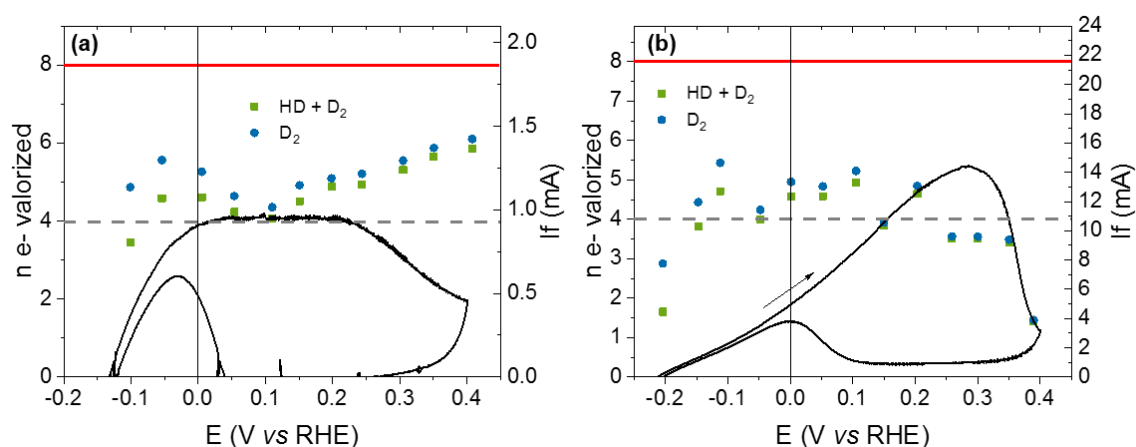 (a)
8
6
4
2
0
n e- valorized
HD + D₂
D₂
2.0
1.5
1.0
0.5
0.0
If (mA)
-0.2 -0.1 0.0 0.1 0.2 0.3 0.4
E (V vs RHE)
(b)
8
7
6
5
4
3
2
1
0
n e- valorized
HD + D₂
D₂
24
22
20
18
16
14
12
10
8
6
4
2
0
If (mA)
-0.2 -0.1 0.0 0.1 0.2 0.3 0.4
E (V vs RHE)